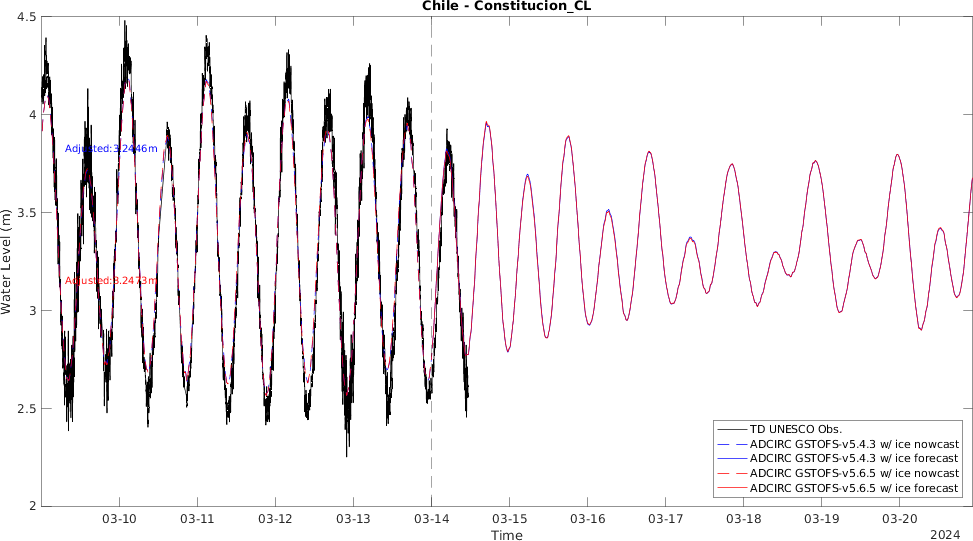 Chile - Constitucion_CL
4.5
4
3.5
3
2.5
2
Water Level (m)
Adjusted:3.2446m
Adjusted:3.2473m
TD UNESCO Obs.
ADCIRC GSTOFS-v5.4.3 w/ ice nowcast
ADCIRC GSTOFS-v5.4.3 w/ ice forecast
ADCIRC GSTOFS-v5.6.5 w/ ice nowcast
ADCIRC GSTOFS-v5.6.5 w/ ice forecast
03-10 03-11 03-12 03-13 03-14 03-15 03-16 03-17 03-18 03-19 03-20
Time
2024